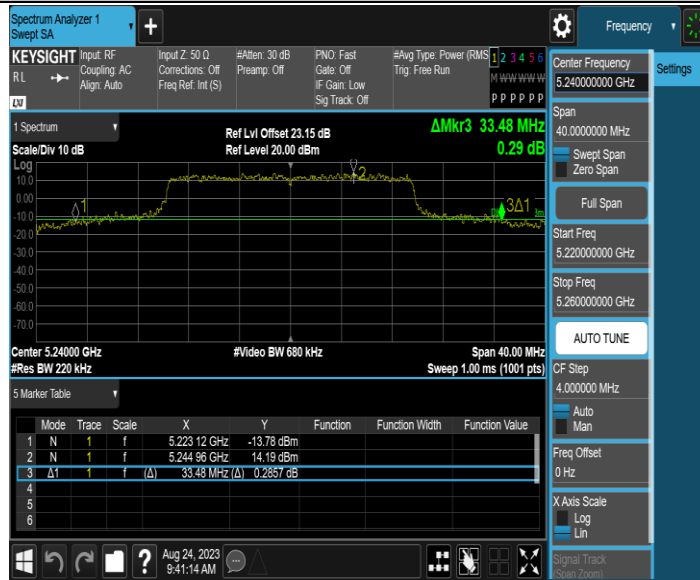 Spectrum Analyzer 1
Swept SA
+
Frequency
KEYSIGHT Input: RF
RL
Coupling: AC
Align: Auto
LXI
Input Z: 50 Ω
Corrections: Off
Freq Ref: Int (S)
#Atten: 30 dB
Preamp: Off
PNO: Fast
Gate: Off
IF Gain: Low
Sig Track: Off
#Avg Type: Power (RMS
Trig: Free Run
1 2 3 4 5 6
M W W W W W
P P P P P P
Center Frequency
5.240000000 GHz
Settings
Span
40.0000000 MHz
Swept Span
Zero Span
Full Span
Start Freq
5.220000000 GHz
Stop Freq
5.260000000 GHz
AUTO TUNE
CF Step
4.000000 MHz
Auto
Man
Freq Offset
0 Hz
X Axis Scale
Log
Lin
Signal Track
(Span Zoom)
1 Spectrum
Scale/Div 10 dB
Ref Lvl Offset 23.15 dB
Ref Level 20.00 dBm
ΔMkr3 33.48 MHz
0.29 dB
Log
10.0
0.00
-10.0
-20.0
-30.0
-40.0
-50.0
-60.0
-70.0
1
2
3Δ1
Center 5.24000 GHz
#Res BW 220 kHz
#Video BW 680 kHz
Span 40.00 MHz
Sweep 1.00 ms (1001 pts)
5 Marker Table
Mode Trace Scale X Y Function Function Width Function Value
1 N 1 f 5.223 12 GHz -13.78 dBm
2 N 1 f 5.244 96 GHz 14.19 dBm
3 Δ1 1 f (Δ) 33.48 MHz (Δ) 0.2857 dB
4
5
6
?
Aug 24, 2023
9:41:14 AM